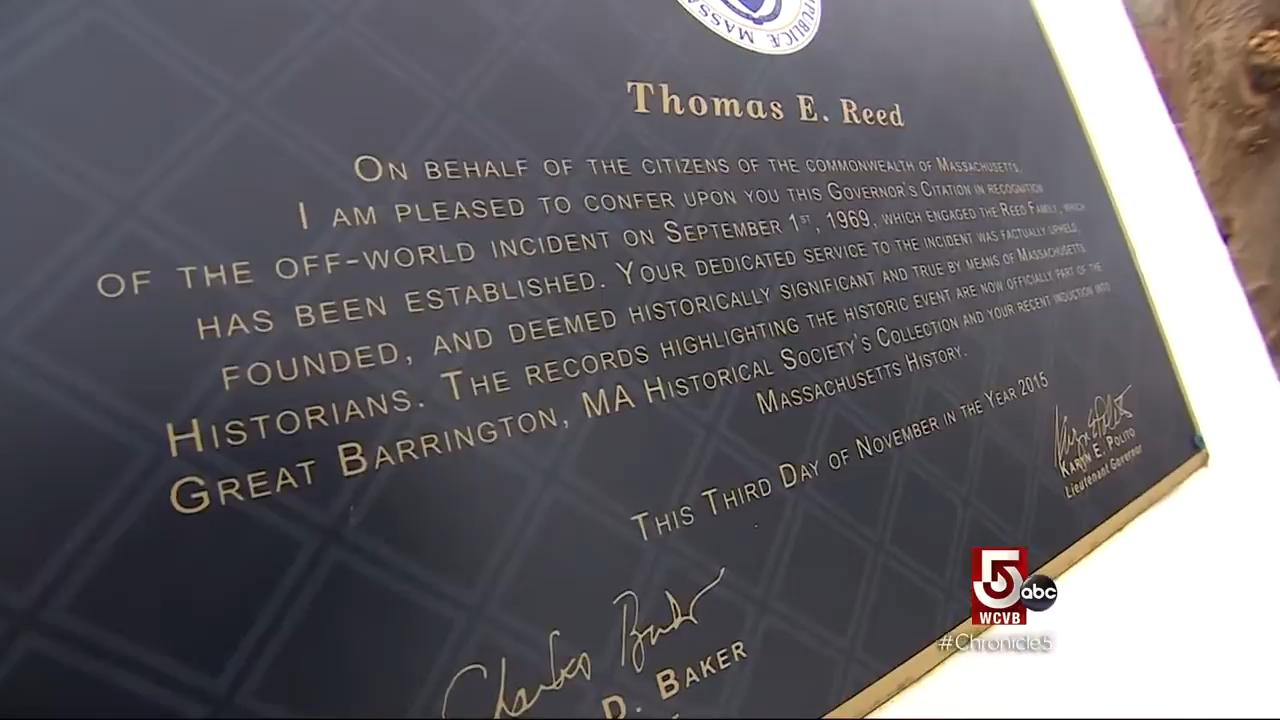 PUBLICÆ MASSA
Thomas E. Reed
ON BEHALF OF THE CITIZENS OF THE COMMONWEALTH OF MASSACHUSETTS,
I AM PLEASED TO CONFER UPON YOU THIS GOVERNOR'S CITATION IN RECOGNITION
OF THE OFF-WORLD INCIDENT ON SEPTEMBER 1ST, 1969, WHICH ENGAGED THE REED FAMILY, WHICH
HAS BEEN ESTABLISHED. YOUR DEDICATED SERVICE TO THE INCIDENT WAS FACTUALLY UPHELD,
FOUNDED, AND DEEMED HISTORICALLY SIGNIFICANT AND TRUE BY MEANS OF MASSACHUSETTS
HISTORIANS. THE RECORDS HIGHLIGHTING THE HISTORIC EVENT ARE NOW OFFICIALLY PART OF THE
GREAT BARRINGTON, MA HISTORICAL SOCIETY'S COLLECTION AND YOUR RECENT INDUCTION INTO
MASSACHUSETTS HISTORY.
THIS THIRD DAY OF NOVEMBER IN THE YEAR 2015
KARYN E. POLITO
Lieutenant Governor
Charles Baker
D. BAKER
5 abc
WCVB
#Chronicle5